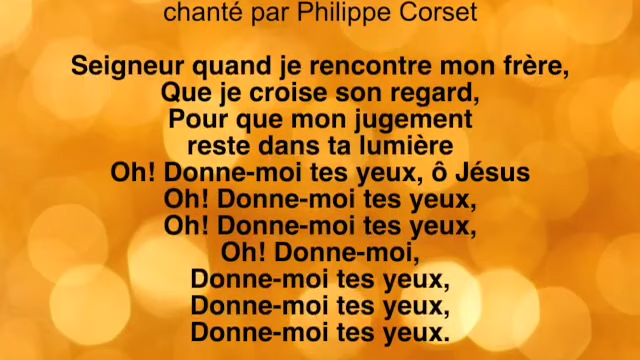 chanté par Philippe Corset
Seigneur quand je rencontre mon frère,
Que je croise son regard,
Pour que mon jugement
reste dans ta lumière
Oh! Donne-moi tes yeux, ô Jésus
Oh! Donne-moi tes yeux,
Oh! Donne-moi tes yeux,
Oh! Donne-moi,
Donne-moi tes yeux,
Donne-moi tes yeux,
Donne-moi tes yeux.